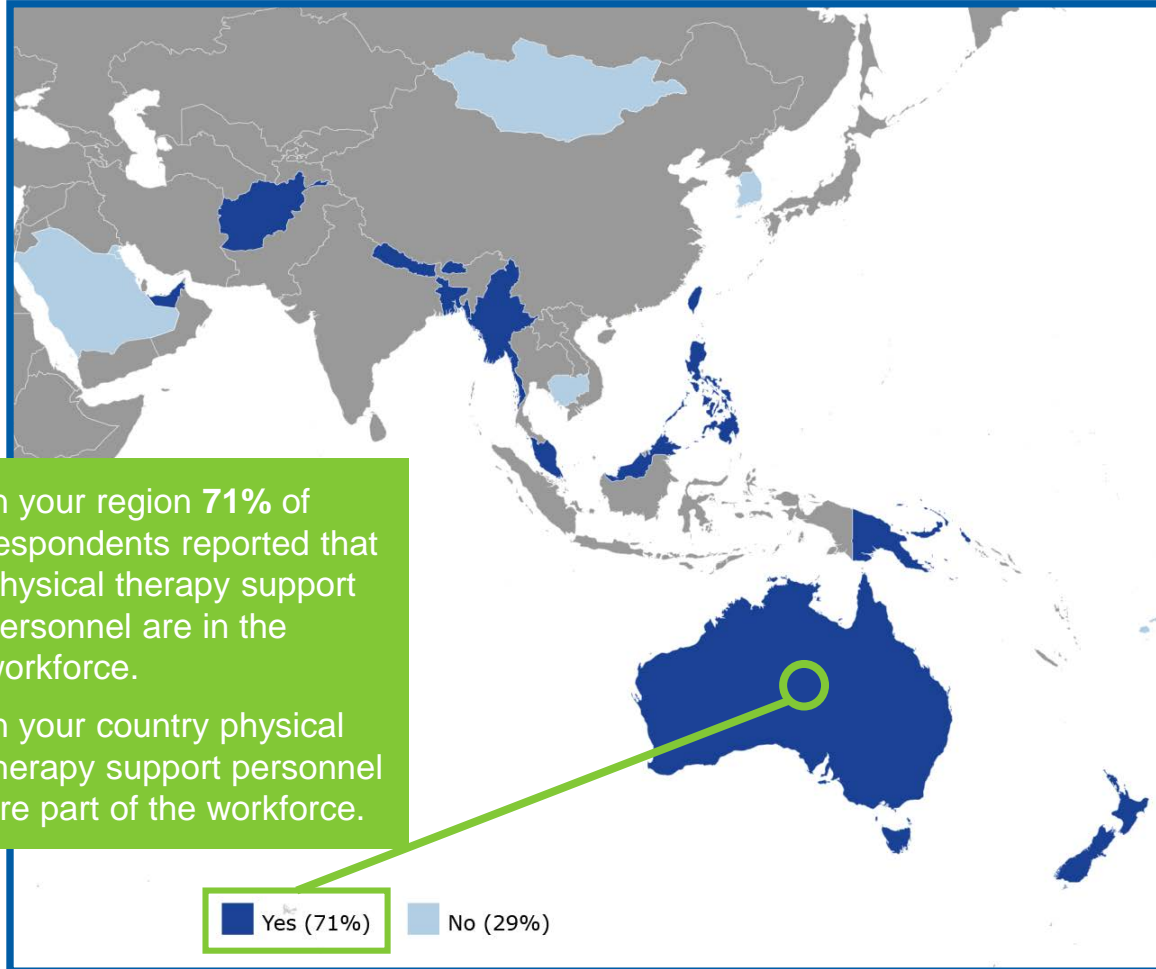 n your region 71% of
espondents reported that
hysical therapy support
ersonnel are in the
workforce.
n your country physical
herapy support personnel
re part of the workforce.
Yes (71%) No (29%)